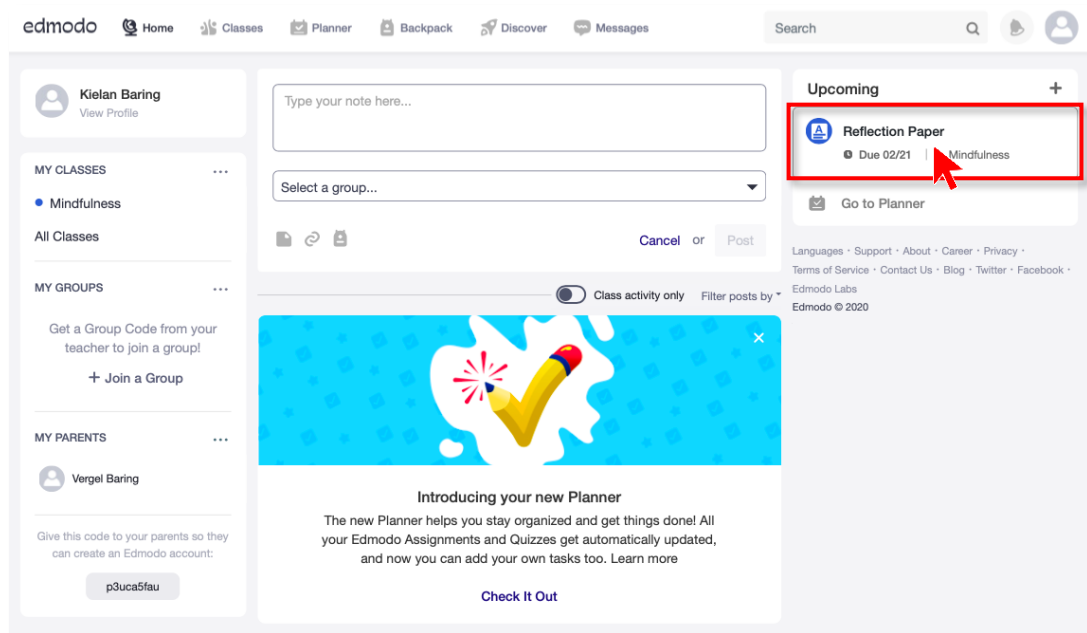 edmodo
Home
Classes
Planner
Backpack
Discover
Messages
Search
Kielan Baring
View Profile
MY CLASSES
Mindfulness
All Classes
MY GROUPS
Get a Group Code from your
teacher to join a group!
+ Join a Group
MY PARENTS
Vergel Baring
Give this code to your parents so they
can create an Edmodo account:
p3uca5fau
Type your note here...
Select a group...
Cancel or Post
Class activity only
Filter posts by
Introducing your new Planner
The new Planner helps you stay organized and get things done! All
your Edmodo Assignments and Quizzes get automatically updated,
and now you can add your own tasks too. Learn more
Check It Out
Upcoming
Reflection Paper
Due 02/21 | Mindfulness
Go to Planner
Languages · Support · About · Career · Privacy ·
Terms of Service · Contact Us · Blog · Twitter · Facebook ·
Edmodo Labs
Edmodo © 2020